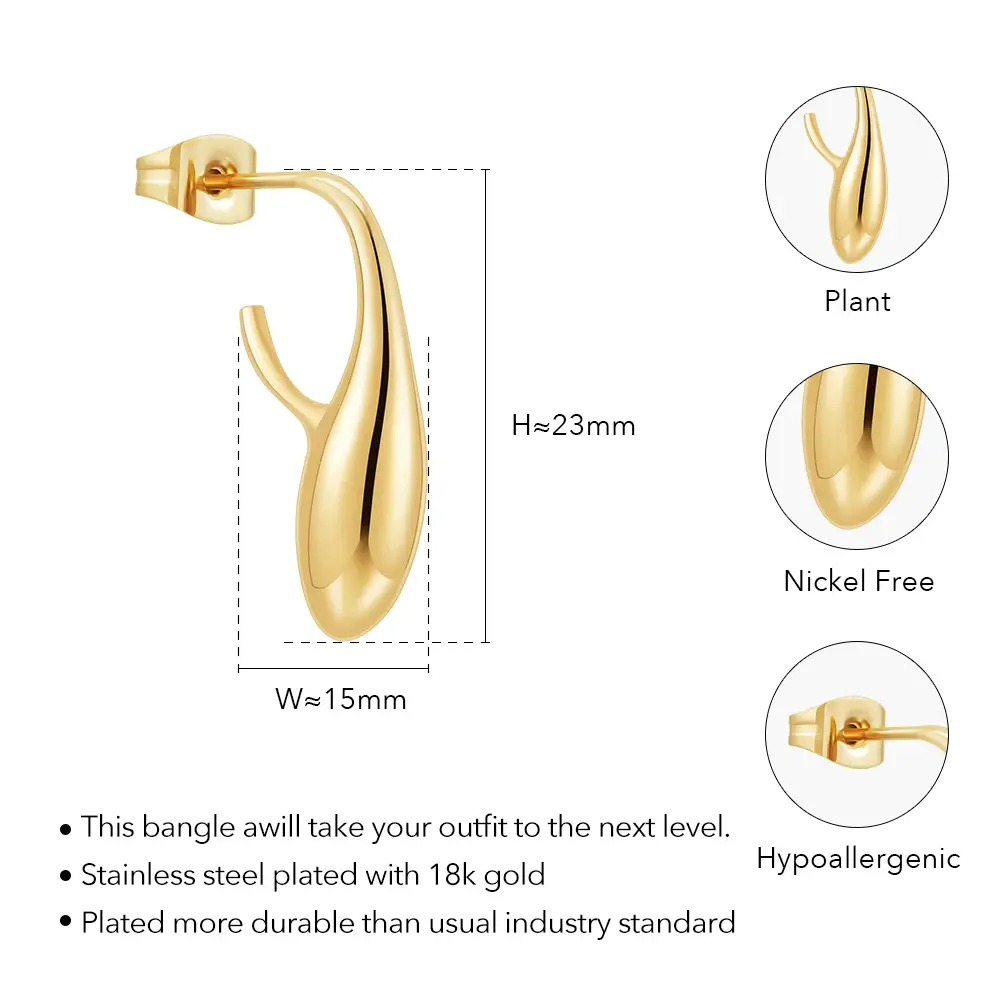 H≈23mm
W≈15mm
Plant
Nickel Free
Hypoallergenic
• This bangle awill take your outfit to the next level.
• Stainless steel plated with 18k gold
• Plated more durable than usual industry standard